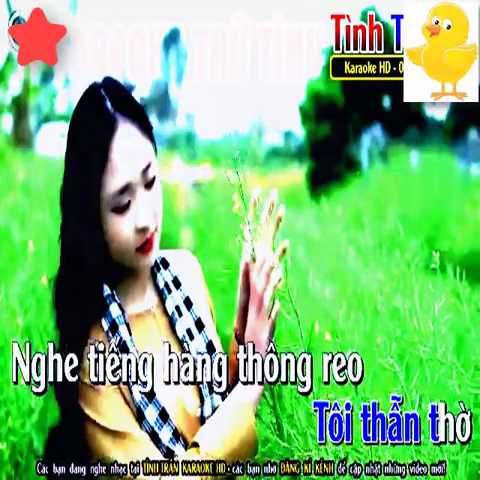 Tình T
Karaoke HD - 0
Nghe tiếng hàng thông reo
Tôi thẫn thờ
Các bạn đang nghe nhạc tại TÌNH TRẦN KARAOKE HD - các bạn nhớ ĐĂNG KÍ KÊNH để cập nhật những video mới!